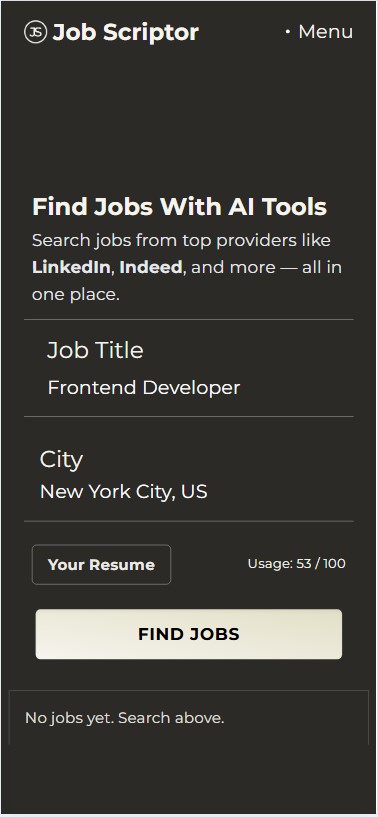 JS Job Scriptor
• Menu
Find Jobs With AI Tools
Search jobs from top providers like
LinkedIn, Indeed, and more — all in
one place.
Job Title
Frontend Developer
City
New York City, US
Your Resume
Usage: 53 / 100
FIND JOBS
No jobs yet. Search above.